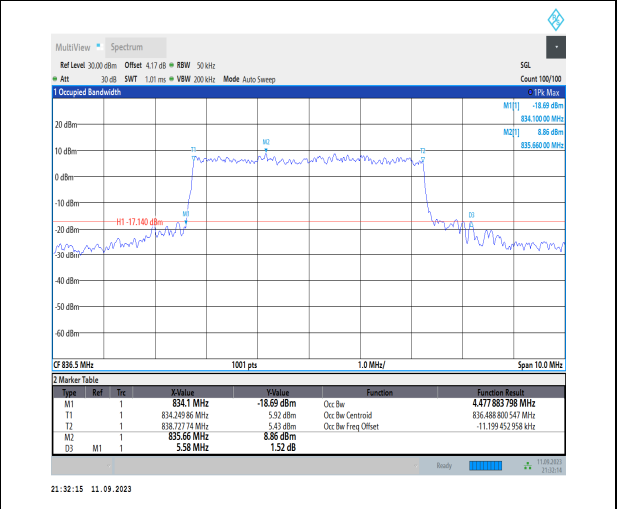 MultiView Spectrum
Ref Level 30.00 dBm Offset 4.17 dB RBW 50 kHz SGL
Att 30 dB SWT 1.01 ms VBW 200 kHz Mode Auto Sweep Count 100/100
1 Occupied Bandwidth 1Pk Max
M1[1] -18.69 dBm
834.100 00 MHz
M2[1] 8.86 dBm
835.660 00 MHz
20 dBm
10 dBm
0 dBm
-10 dBm
-20 dBm
-30 dBm
-40 dBm
-50 dBm
-60 dBm
T1
M2
T2
M1
D3
H1 -17.140 dBm
CF 836.5 MHz 1001 pts 1.0 MHz/ Span 10.0 MHz
2 Marker Table
Type Ref Trc X-Value Y-Value Function Function Result
M1 1 834.1 MHz -18.69 dBm Occ Bw 4.477 883 798 MHz
T1 1 834.249 86 MHz 5.92 dBm Occ Bw Centroid 836.488 800 547 MHz
T2 1 838.727 74 MHz 5.43 dBm Occ Bw Freq Offset -11.199 452 958 kHz
M2 1 835.66 MHz 8.86 dBm
D3 M1 1 5.58 MHz 1.52 dB
Ready 11.09.2023
21:32:14
21:32:15 11.09.2023